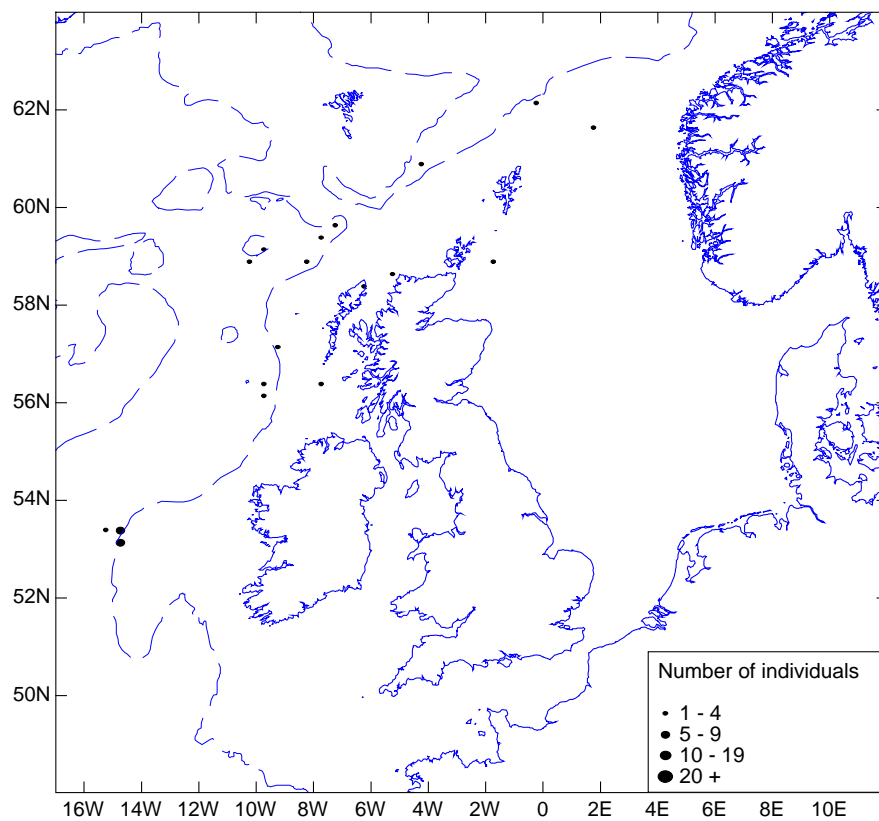 62N
60N
58N
56N
54N
52N
50N
Number of individuals
1 - 4
5 - 9
10 - 19
20 +
16W 14W 12W 10W 8W 6W 4W 2W 0 2E 4E 6E 8E 10E